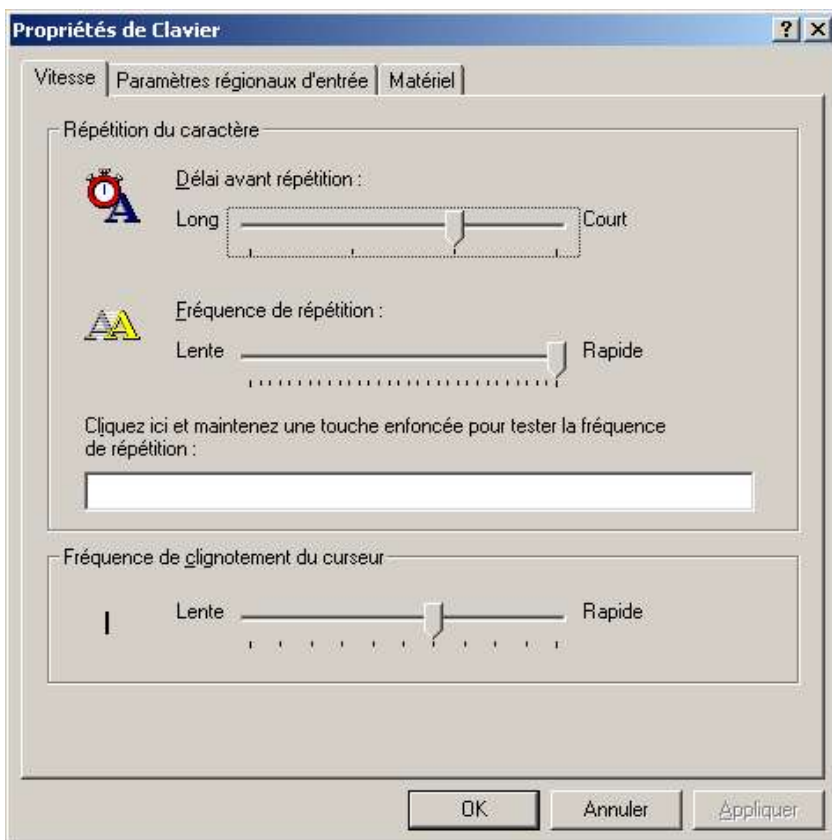 Propriétés de Clavier
Vitesse Paramètres régionaux d'entrée Matériel
Répétition du caractère
Délai avant répétition :
Long Court
Fréquence de répétition :
Lente Rapide
Cliquez ici et maintenez une touche enfoncée pour tester la fréquence
de répétition :
Fréquence de clignotement du curseur
Lente Rapide
OK Annuler Appliquer